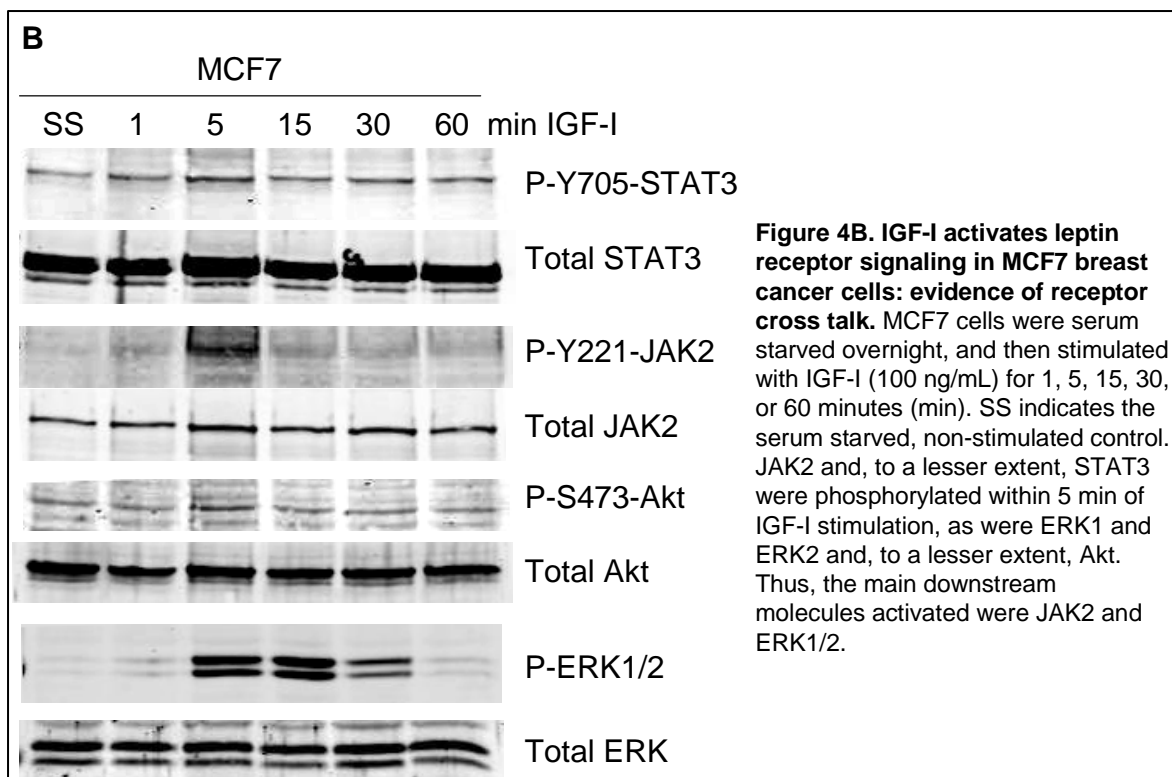 B
MCF7
SS 1 5 15 30 60 min IGF-I
P-Y705-STAT3
Total STAT3
P-Y221-JAK2
Total JAK2
P-S473-Akt
Total Akt
P-ERK1/2
Total ERK
Figure 4B. IGF-I activates leptin
receptor signaling in MCF7 breast
cancer cells: evidence of receptor
cross talk. MCF7 cells were serum
starved overnight, and then stimulated
with IGF-I (100 ng/mL) for 1, 5, 15, 30,
or 60 minutes (min). SS indicates the
serum starved, non-stimulated control.
JAK2 and, to a lesser extent, STAT3
were phosphorylated within 5 min of
IGF-I stimulation, as were ERK1 and
ERK2 and, to a lesser extent, Akt.
Thus, the main downstream
molecules activated were JAK2 and
ERK1/2.